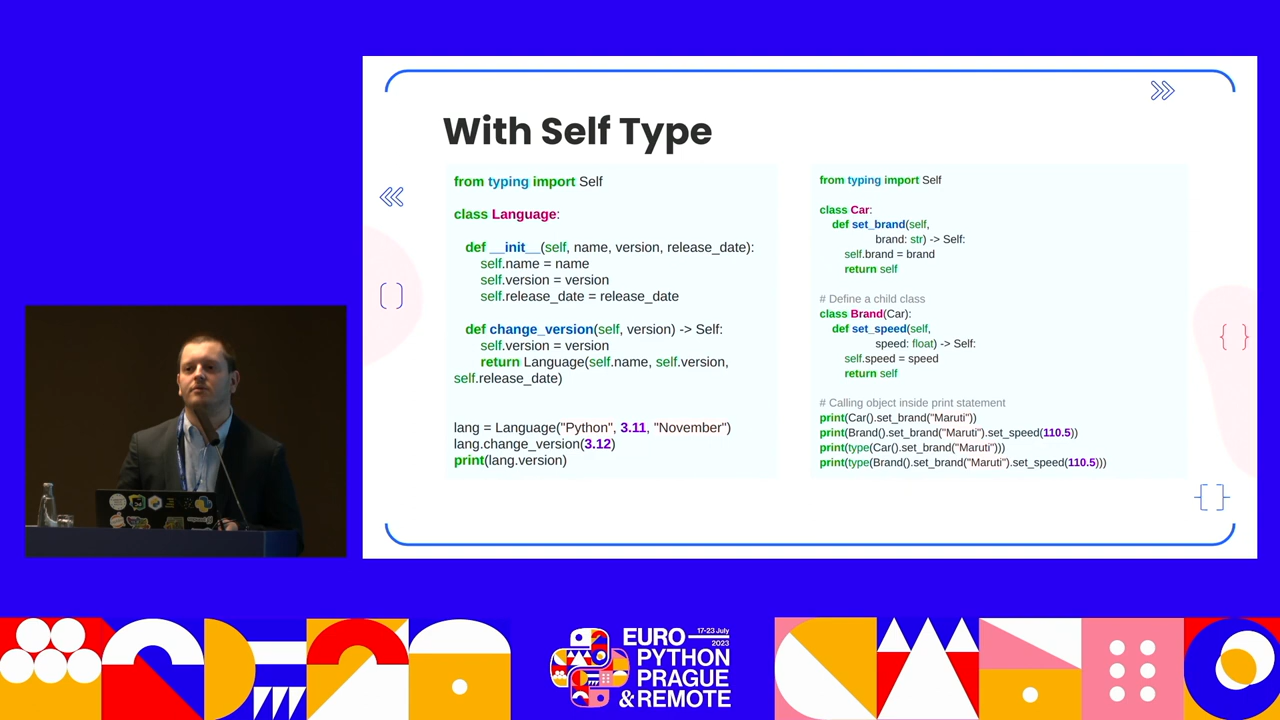 With Self Type
from typing import Self
class Language:
def __init__(self, name, version, release_date):
self.name = name
self.version = version
self.release_date = release_date
def change_version(self, version) -> Self:
self.version = version
return Language(self.name, self.version,
self.release_date)
lang = Language("Python", 3.11, "November")
lang.change_version(3.12)
print(lang.version)
from typing import Self
class Car:
def set_brand(self,
brand: str) -> Self:
self.brand = brand
return self
# Define a child class
class Brand(Car):
def set_speed(self,
speed: float) -> Self:
self.speed = speed
return self
# Calling object inside print statement
print(Car().set_brand("Maruti"))
print(Brand().set_brand("Maruti").set_speed(110.5))
print(type(Car().set_brand("Maruti")))
print(type(Brand().set_brand("Maruti").set_speed(110.5)))
EURO 17-23 July
2023
PYTHON
PRAGUE
& REMOTE